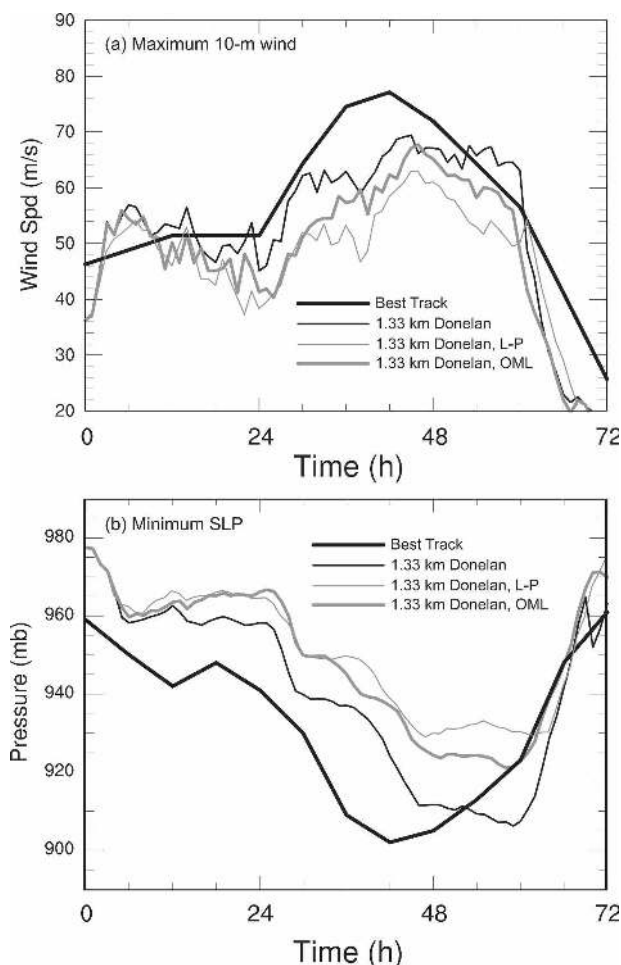 (a) Maximum 10-m wind
90
80
70
60
50
40
30
20
Wind Spd (m/s)
Best Track
1.33 km Donelan
1.33 km Donelan, L-P
1.33 km Donelan, OML
0
24
48
72
Time (h)
(b) Minimum SLP
980
960
940
920
900
Pressure (mb)
Best Track
1.33 km Donelan
1.33 km Donelan, L-P
1.33 km Donelan, OML
0
24
48
72
Time (h)